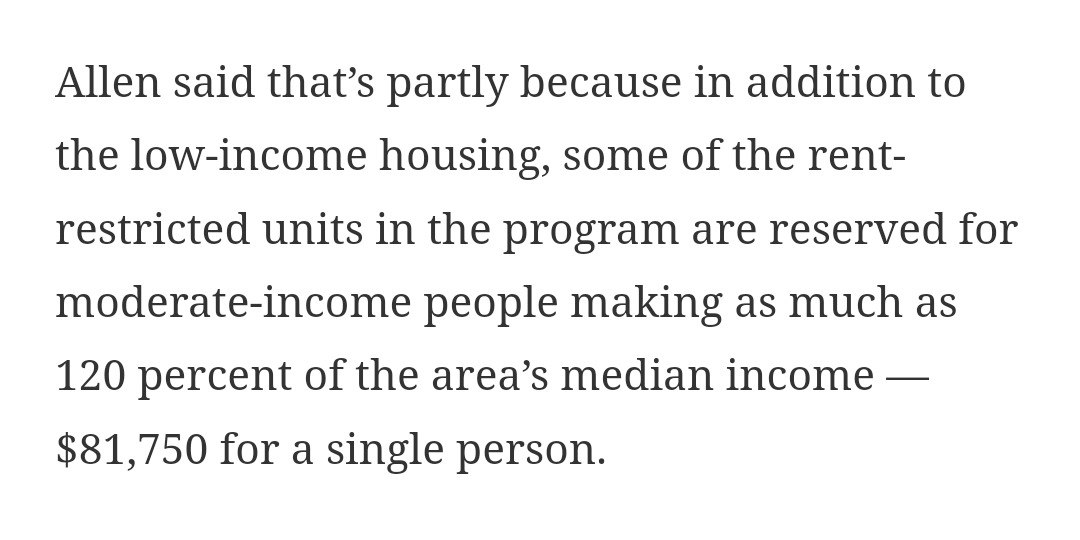 Allen said that’s partly because in addition to
the low-income housing, some of the rent-
restricted units in the program are reserved for
moderate-income people making as much as
120 percent of the area’s median income —
$81,750 for a single person.